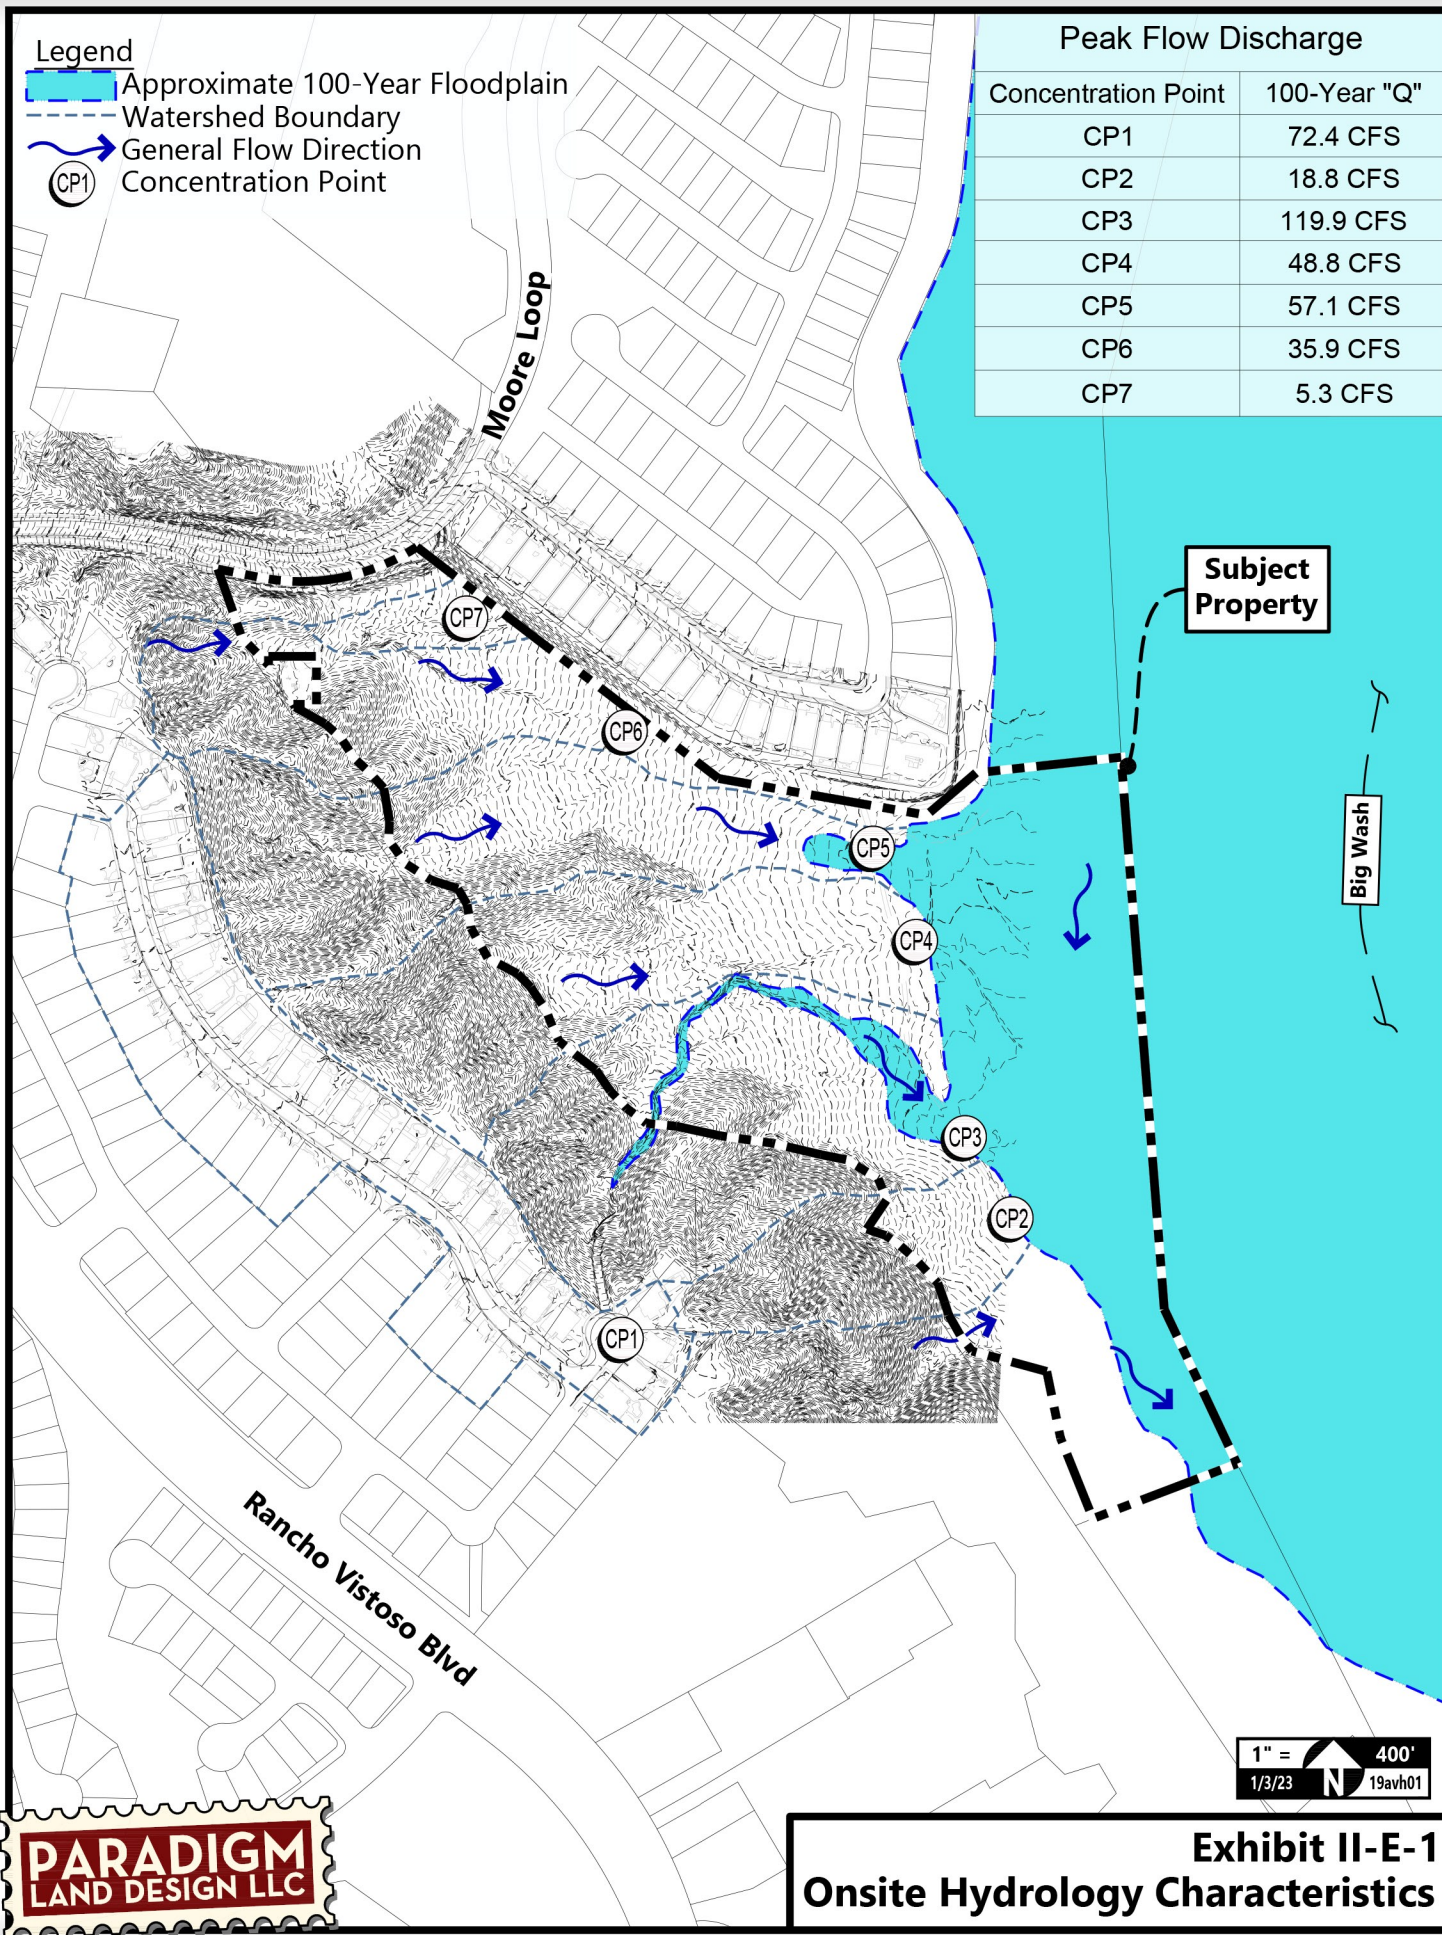 Legend
Approximate 100-Year Floodplain
Watershed Boundary
General Flow Direction
CP1 Concentration Point
Peak Flow Discharge
Concentration Point 100-Year "Q"
CP1 72.4 CFS
CP2 18.8 CFS
CP3 119.9 CFS
CP4 48.8 CFS
CP5 57.1 CFS
CP6 35.9 CFS
CP7 5.3 CFS
Moore Loop
Subject
Property
CP7
CP6
CP5
Big Wash
CP4
CP3
CP2
CP1
Rancho Vistoso Blvd
1" = 400'
1/3/23 N 19avh01
PARADIGM
LAND DESIGN LLC
Exhibit II-E-1
Onsite Hydrology Characteristics